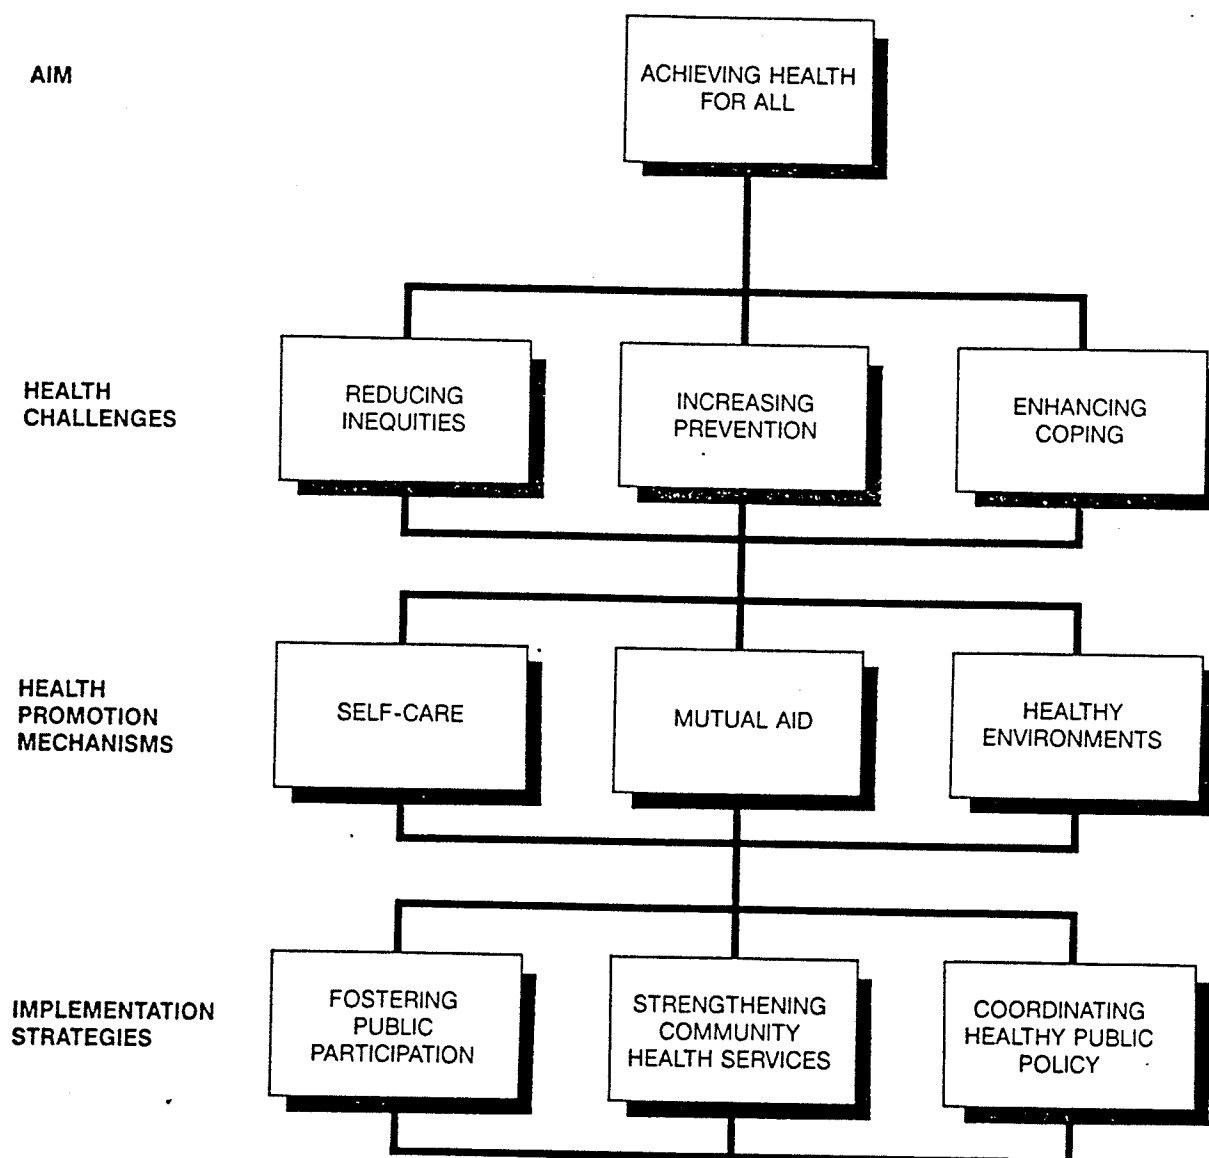 AIM
ACHIEVING HEALTH
FOR ALL
HEALTH
CHALLENGES
REDUCING
INEQUITIES
INCREASING
PREVENTION
ENHANCING
COPING
HEALTH
PROMOTION
MECHANISMS
SELF-CARE
MUTUAL AID
HEALTHY
ENVIRONMENTS
IMPLEMENTATION
STRATEGIES
FOSTERING
PUBLIC
PARTICIPATION
STRENGTHENING
COMMUNITY
HEALTH SERVICES
COORDINATING
HEALTHY PUBLIC
POLICY